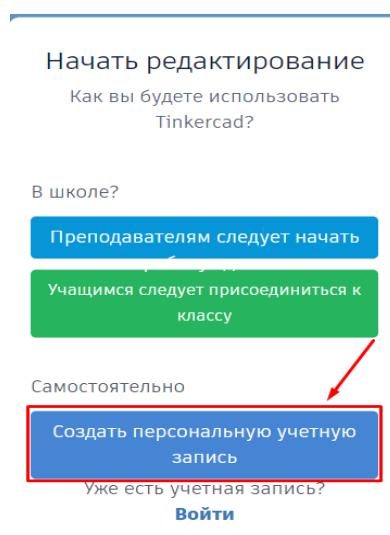 Начать редактирование
Как вы будете использовать
Tinkercad?
В школе?
Преподавателям следует начать
Учащимся следует присоединиться к
классу
Самостоятельно
Создать персональную учетную
запись
Уже есть учетная запись?
Войти